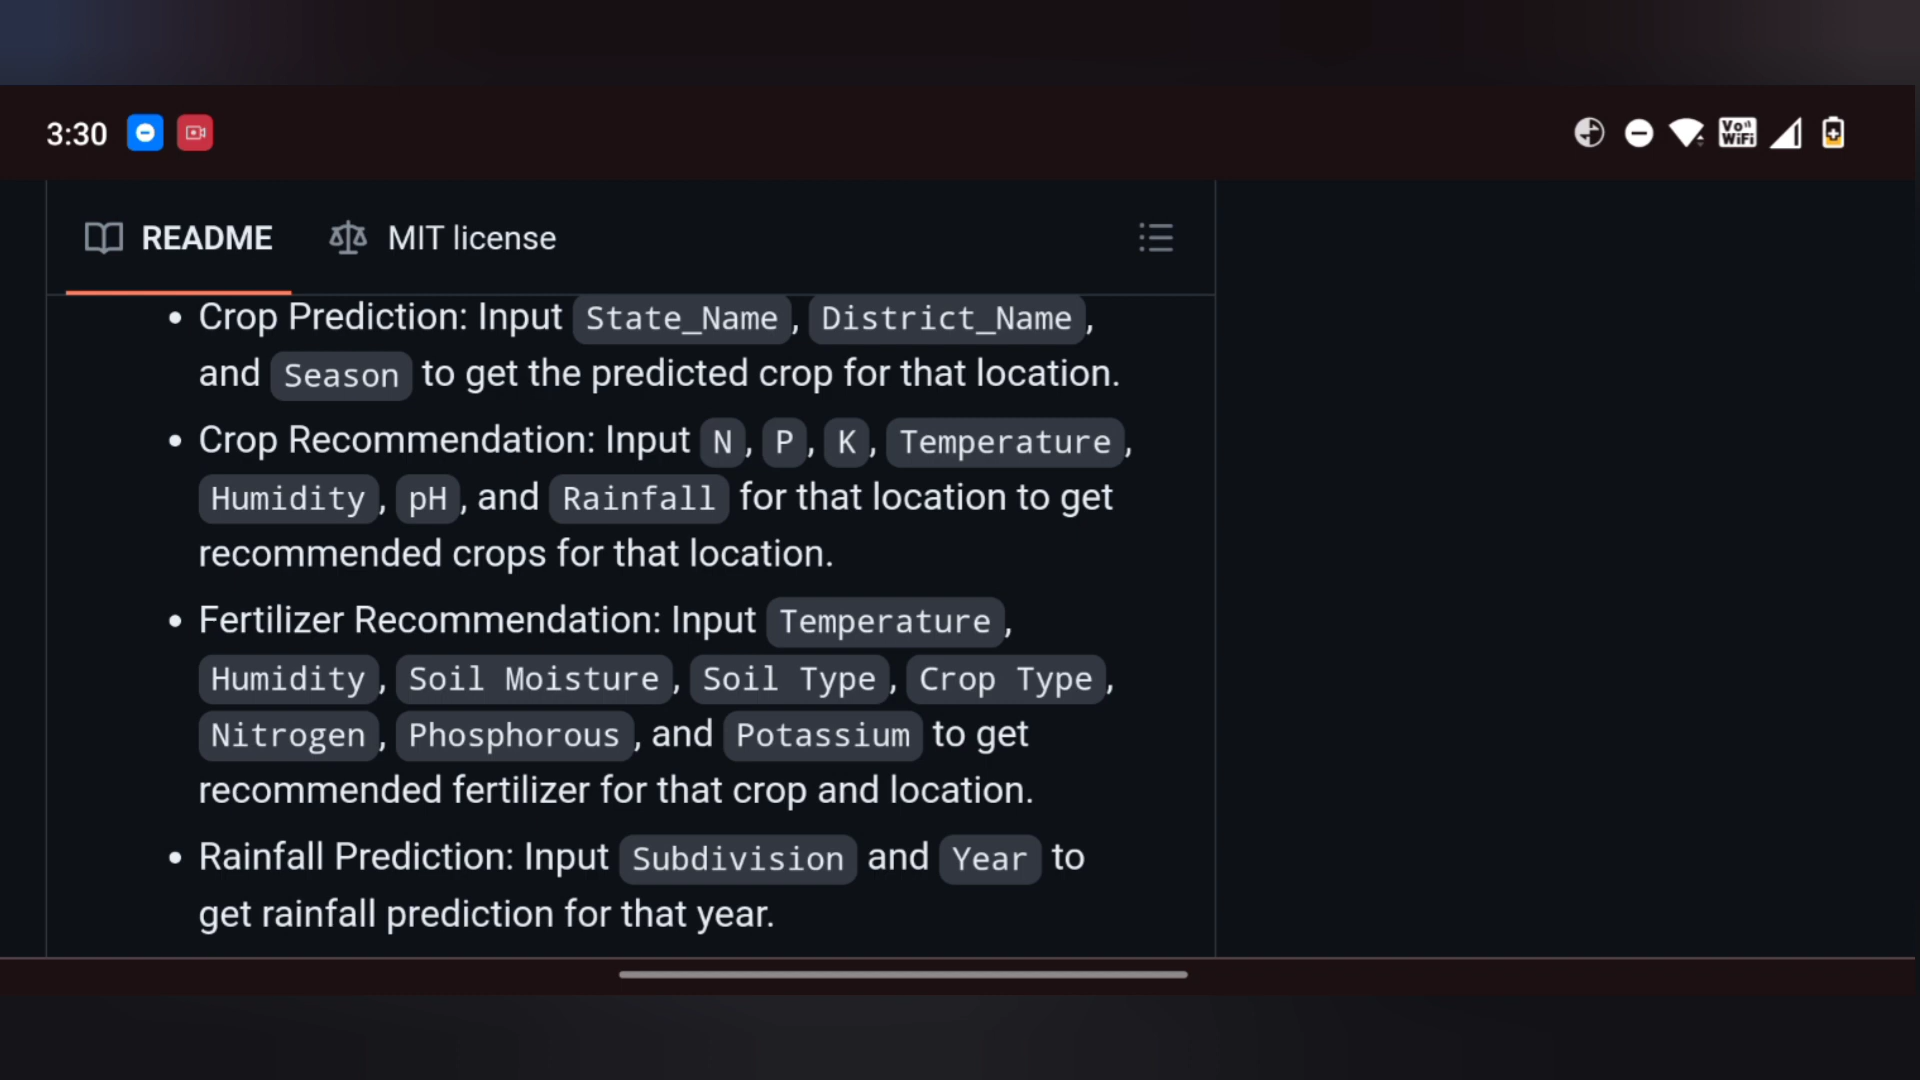 3:30
Vo
WiFi
README
MIT license
• Crop Prediction: Input State_Name, District_Name,
and Season to get the predicted crop for that location.
• Crop Recommendation: Input N, P, K, Temperature,
Humidity, pH, and Rainfall for that location to get
recommended crops for that location.
• Fertilizer Recommendation: Input Temperature,
Humidity, Soil Moisture, Soil Type, Crop Type,
Nitrogen, Phosphorous, and Potassium to get
recommended fertilizer for that crop and location.
• Rainfall Prediction: Input Subdivision and Year to
get rainfall prediction for that year.